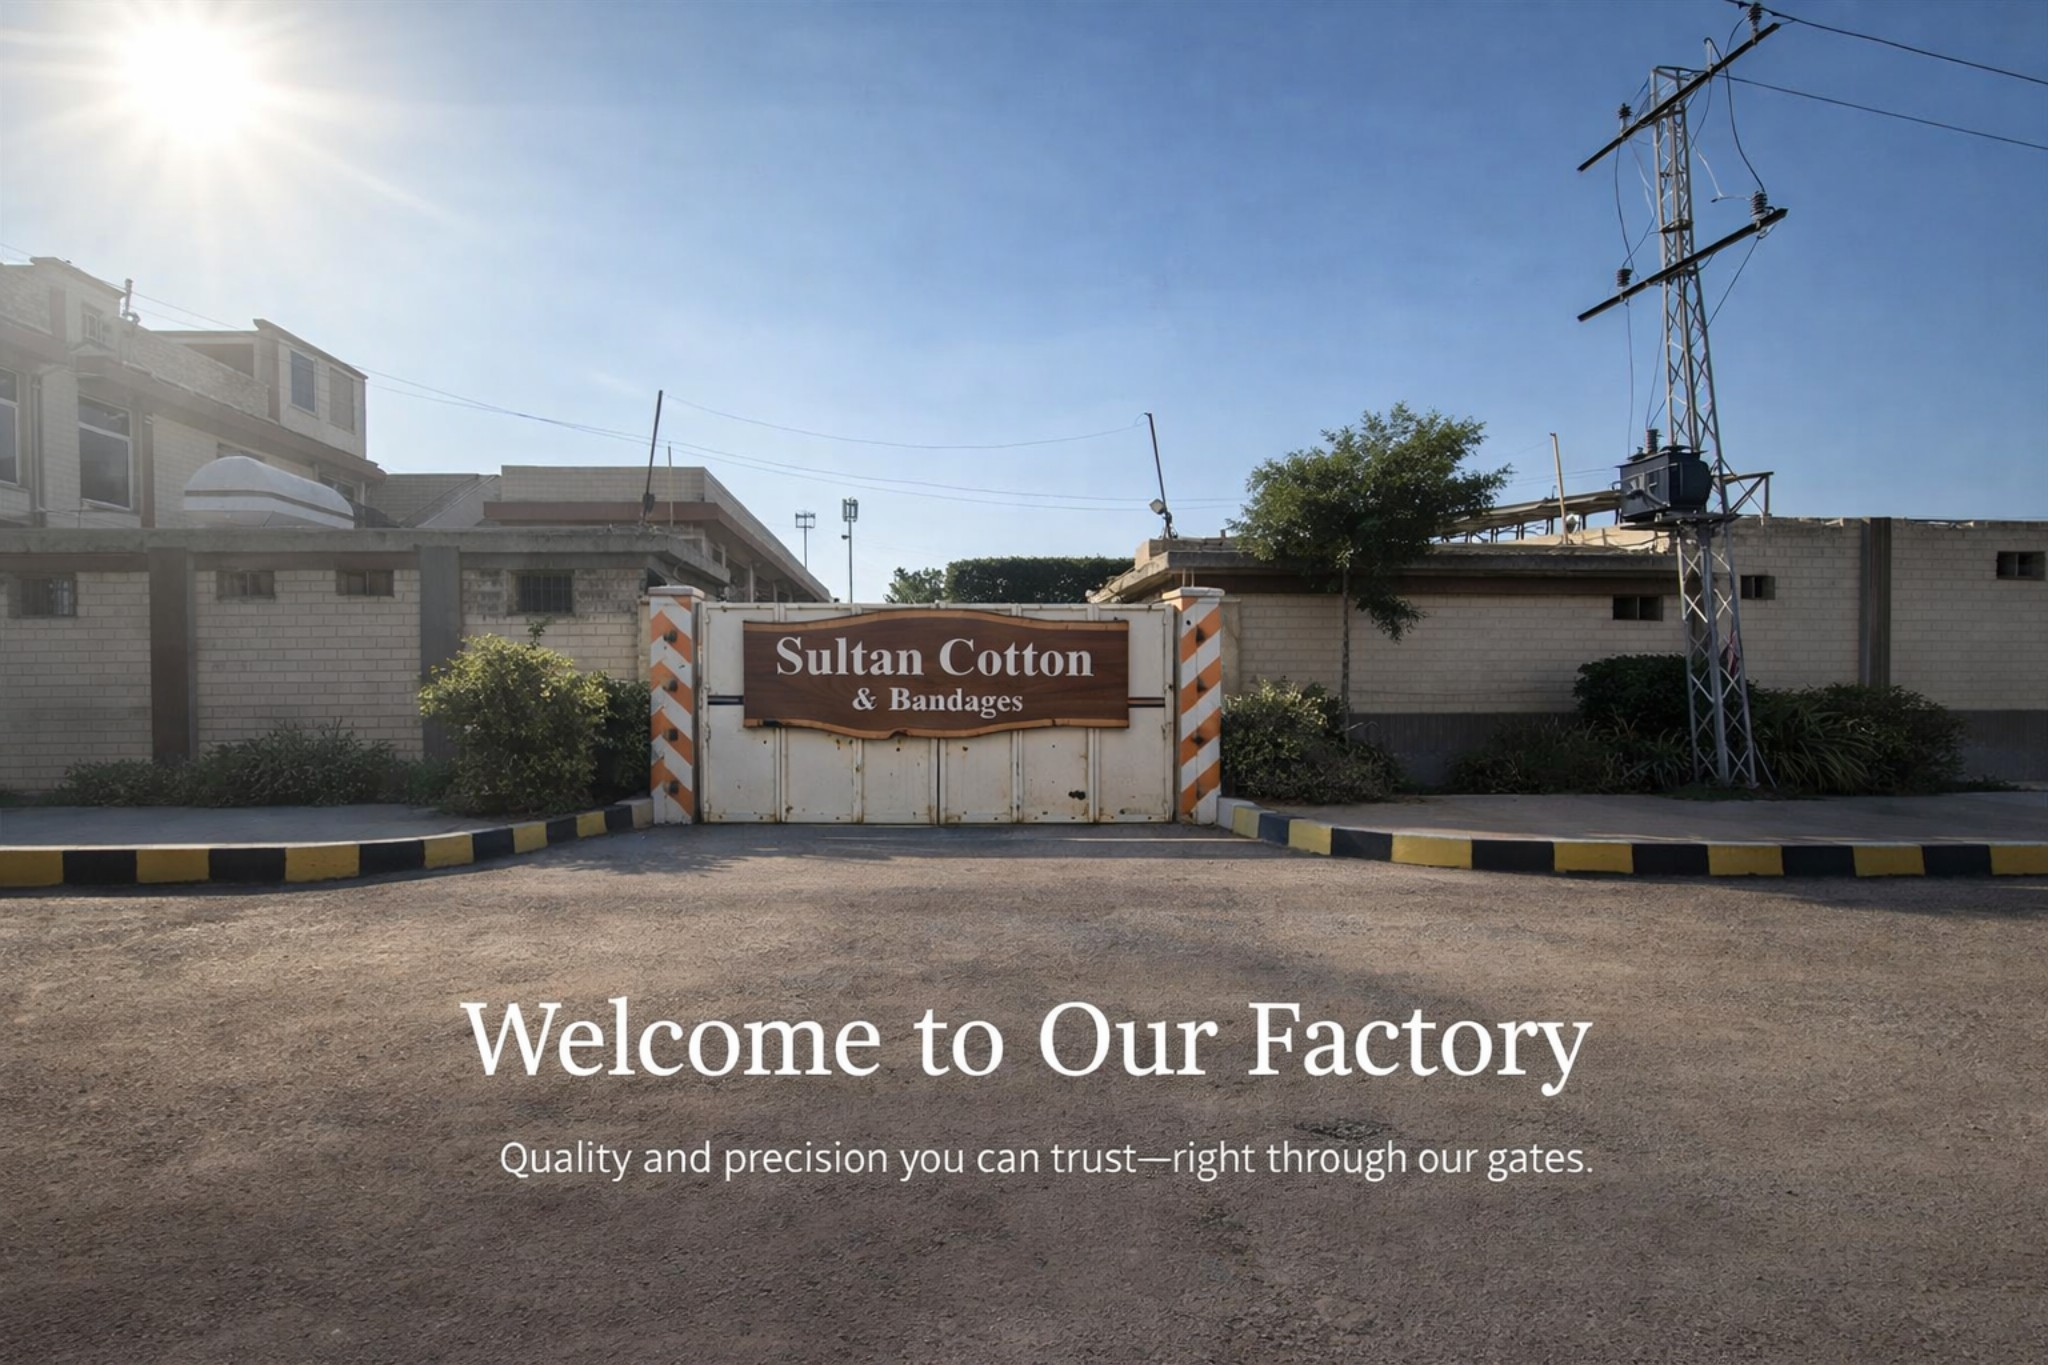 Sultan Cotton
& Bandages
Welcome to Our Factory
Quality and precision you can trust—right through our gates.